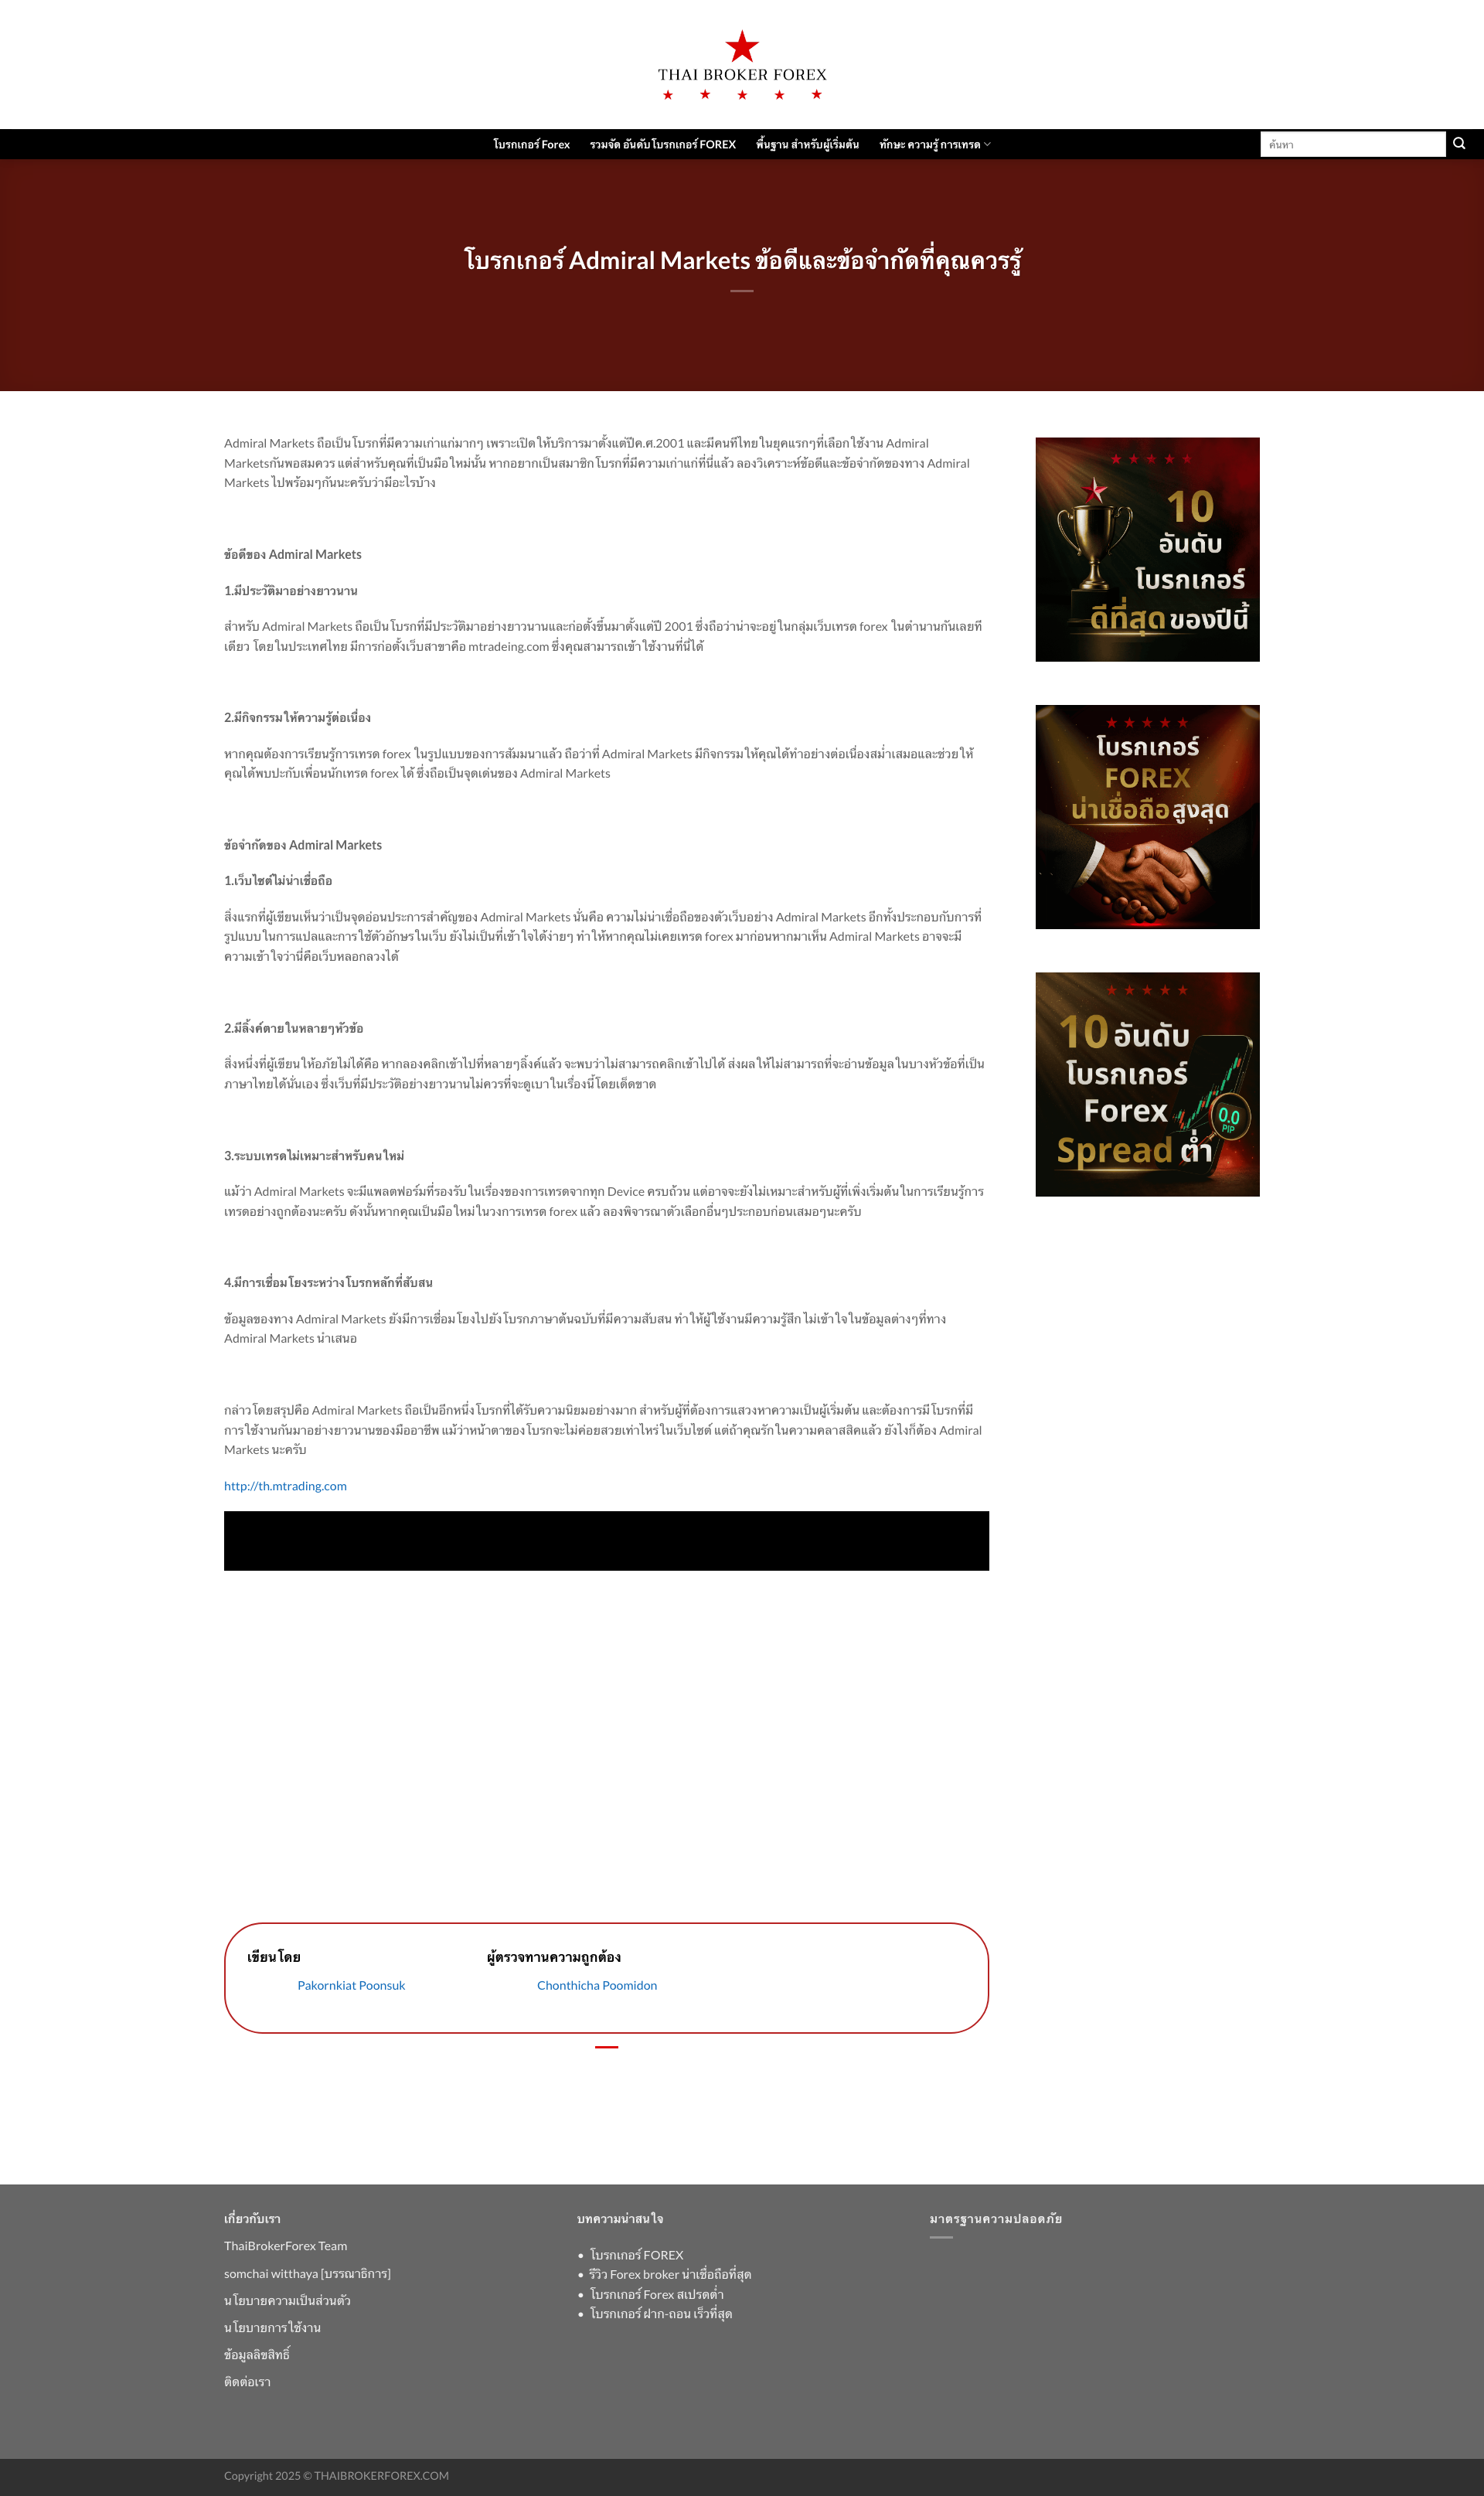 THAI BROKER FOREX
โบรกเกอร์ Forex
รวมจัด อันดับโบรกเกอร์ FOREX
พื้นฐาน สำหรับผู้เริ่มต้น
ทักษะ ความรู้ การเทรด
ค้นหา
โบรกเกอร์ Admiral Markets ข้อดีและข้อจำกัดที่คุณควรรู้
Admiral Markets ถือเป็นโบรกที่มีความเก่าแก่มากๆ เพราะเปิดให้บริการมาตั้งแต่ปีค.ศ.2001 และมีคนทีไทยในยุคแรกๆที่เลือกใช้งาน Admiral
Marketsกันพอสมควร แต่สำหรับคุณที่เป็นมือใหม่นั้น หากอยากเป็นสมาชิกโบรกที่มีความเก่าแก่ที่นี่แล้ว ลองวิเคราะห์ข้อดีและข้อจำกัดของทาง Admiral
Markets ไปพร้อมๆกันนะครับว่ามีอะไรบ้าง
ข้อดีของ Admiral Markets
1.มีประวัติมาอย่างยาวนาน
สำหรับ Admiral Markets ถือเป็นโบรกที่มีประวัติมาอย่างยาวนานและก่อตั้งขึ้นมาตั้งแต่ปี 2001 ซึ่งถือว่าน่าจะอยู่ในกลุ่มเว็บเทรด forex ในตำนานกันเลยที
เดียว โดยในประเทศไทย มีการก่อตั้งเว็บสาขาคือ mtradeing.com ซึ่งคุณสามารถเข้าใช้งานที่นี่ได้
2.มีกิจกรรมให้ความรู้ต่อเนื่อง
หากคุณต้องการเรียนรู้การเทรด forex ในรูปแบบของการสัมมนาแล้ว ถือว่าที่ Admiral Markets มีกิจกรรมให้คุณได้ทำอย่างต่อเนื่องสม่ำเสมอและช่วยให้
คุณได้พบปะกับเพื่อนนักเทรด forex ได้ ซึ่งถือเป็นจุดเด่นของ Admiral Markets
ข้อจำกัดของ Admiral Markets
1.เว็บไซต์ไม่น่าเชื่อถือ
สิ่งแรกที่ผู้เขียนเห็นว่าเป็นจุดอ่อนประการสำคัญของ Admiral Markets นั่นคือ ความไม่น่าเชื่อถือของตัวเว็บอย่าง Admiral Markets อีกทั้งประกอบกับการที่
รูปแบบในการแปลและการใช้ตัวอักษรในเว็บ ยังไม่เป็นที่เข้าใจได้ง่ายๆ ทำให้หากคุณไม่เคยเทรด forex มาก่อนหากมาเห็น Admiral Markets อาจจะมี
ความเข้าใจว่านี่คือเว็บหลอกลวงได้
2.มีลิ้งค์ตายในหลายๆหัวข้อ
สิ่งหนึ่งที่ผู้เขียนให้อภัยไม่ได้คือ หากลองคลิกเข้าไปที่หลายๆลิ้งค์แล้ว จะพบว่าไม่สามารถคลิกเข้าไปได้ ส่งผลให้ไม่สามารถที่จะอ่านข้อมูลในบางหัวข้อที่เป็น
ภาษาไทยได้นั่นเอง ซึ่งเว็บที่มีประวัติอย่างยาวนานไม่ควรที่จะดูเบาในเรื่องนี้โดยเด็ดขาด
3.ระบบเทรดไม่เหมาะสำหรับคนใหม่
แม้ว่า Admiral Markets จะมีแพลตฟอร์มที่รองรับในเรื่องของการเทรดจากทุก Device ครบถ้วน แต่อาจจะยังไม่เหมาะสำหรับผู้ที่เพิ่งเริ่มต้นในการเรียนรู้การ
เทรดอย่างถูกต้องนะครับ ดังนั้นหากคุณเป็นมือใหม่ในวงการเทรด forex แล้ว ลองพิจารณาตัวเลือกอื่นๆประกอบก่อนเสมอๆนะครับ
4.มีการเชื่อมโยงระหว่างโบรกหลักที่สับสน
ข้อมูลของทาง Admiral Markets ยังมีการเชื่อมโยงไปยังโบรกภาษาต้นฉบับที่มีความสับสน ทำให้ผู้ใช้งานมีความรู้สึกไม่เข้าใจในข้อมูลต่างๆที่ทาง
Admiral Markets นำเสนอ
กล่าวโดยสรุปคือ Admiral Markets ถือเป็นอีกหนึ่งโบรกที่ได้รับความนิยมอย่างมาก สำหรับผู้ที่ต้องการแสวงหาความเป็นผู้เริ่มต้น และต้องการมีโบรกที่มี
การใช้งานกันมาอย่างยาวนานของมืออาชีพ แม้ว่าหน้าตาของโบรกจะไม่ค่อยสวยเท่าไหร่ในเว็บไซต์ แต่ถ้าคุณรักในความคลาสสิคแล้ว ยังไงก็ต้อง Admiral
Markets นะครับ
http://th.mtrading.com
10
อันดับ
โบรกเกอร์
ดีที่สุดของปีนี้
โบรกเกอร์
FOREX
น่าเชื่อถือสูงสุด
10 อันดับ
โบรกเกอร์
Forex
0.0
PIP
Spread ต่ำ
เขียนโดย
Pakornkiat Poonsuk
ผู้ตรวจทานความถูกต้อง
Chonthicha Poomidon
เกี่ยวกับเรา
ThaiBrokerForex Team
somchai witthaya [บรรณาธิการ]
นโยบายความเป็นส่วนตัว
นโยบายการใช้งาน
ข้อมูลลิขสิทธิ์
ติดต่อเรา
บทความน่าสนใจ
โบรกเกอร์ FOREX
รีวิว Forex broker น่าเชื่อถือที่สุด
โบรกเกอร์ Forex สเปรตต่ำ
โบรกเกอร์ ฝาก-ถอน เร็วที่สุด
มาตรฐานความปลอดภัย
Copyright 2025 © THAIBROKERFOREX.COM